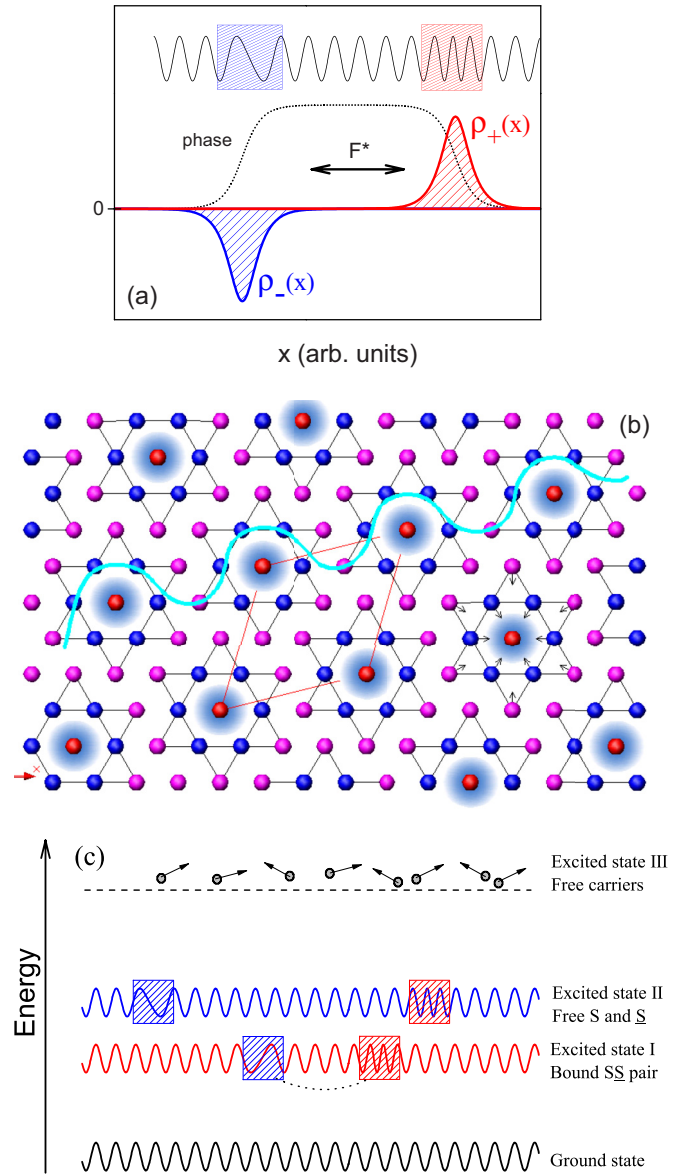 phase
F*
ρ₊(x)
0
ρ₋(x)
(a)
x (arb. units)
(b)
x
(c)
Energy
Excited state III
Free carriers
Excited state II
Free S and S̲
Excited state I
Bound SS̲ pair
Ground state